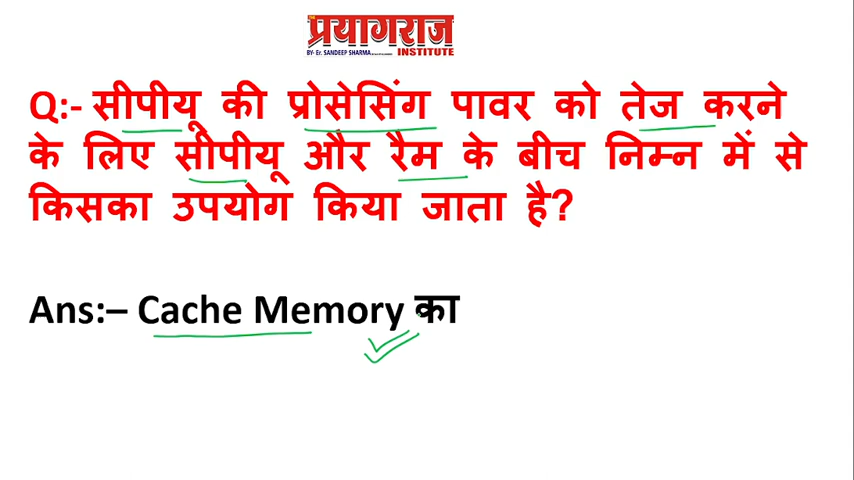 प्रयागराज
BY- Er. SANDEEP SHARMA
INSTITUTE
Q:- सीपीयू की प्रोसेसिंग पावर को तेज करने
के लिए सीपीयू और रैम के बीच निम्न में से
किसका उपयोग किया जाता है?
Ans:– Cache Memory का